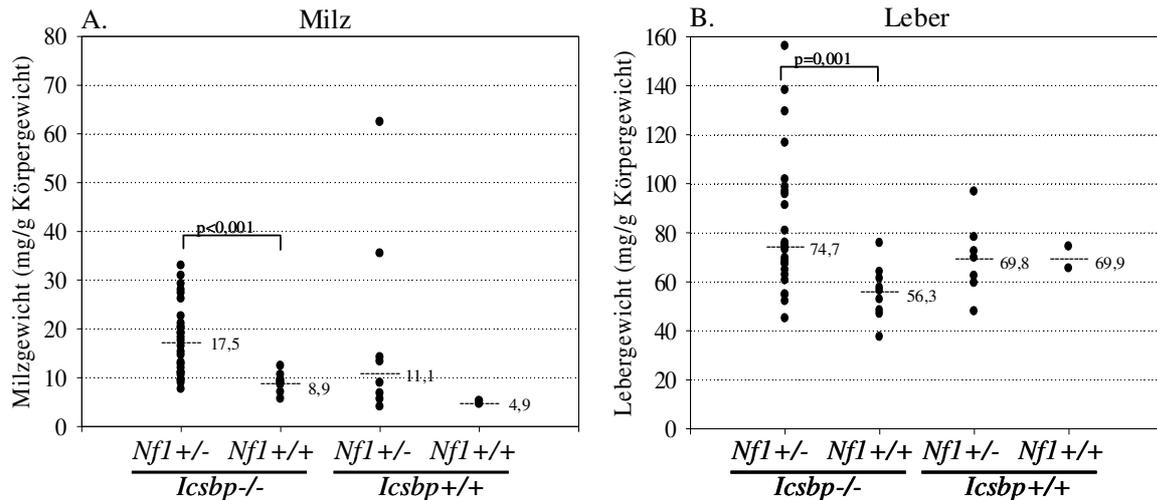 A. Milz
Milzgewicht (mg/g Körpergewicht)
80
70
60
50
40
30
20
10
0
p<0,001
17,5
8,9
11,1
4,9
Nf1+/- Nf1+/+ Nf1+/- Nf1+/+
Icsbp-/- Icsbp+/+
B. Leber
Lebergewicht (mg/g Körpergewicht)
160
140
120
100
80
60
40
20
0
p=0,001
74,7
56,3
69,8
69,9
Nf1+/- Nf1+/+ Nf1+/- Nf1+/+
Icsbp-/- Icsbp+/+